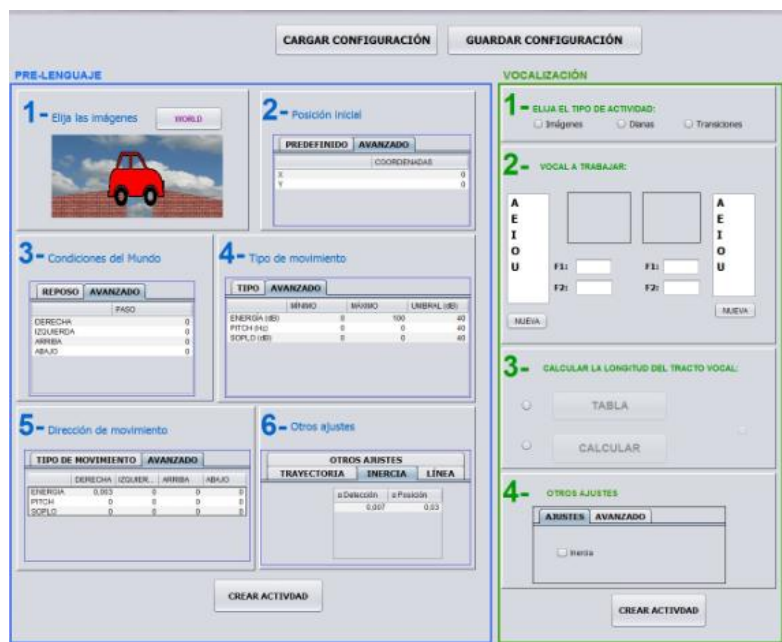 CARGAR CONFIGURACIÓN
GUARDAR CONFIGURACIÓN
PRE-LENGUAJE
1- Elija las imágenes
WORLD
2- Posición inicial
PREDEFINIDO AVANZADO
COORDENADAS
X 0
Y 0
3- Condiciones del Mundo
REPOSO AVANZADO
PASO
DERECHA 0
IZQUIERDA 0
ARRIBA 0
ABAJO 0
4- Tipo de movimiento
TIPO AVANZADO
MÍNIMO MÁXIMO UMBRAL (dB)
ENERGÍA (dB) 0 100 40
PITCH (Hz) 0 0 40
SOPLO (dB) 0 0 40
5- Dirección de movimiento
TIPO DE MOVIMIENTO AVANZADO
DERECHA IZQUIER... ARRIBA ABAJO
ENERGIA 0,003 0 0 0
PITCH 0 0 0 0
SOPLO 0 0 0 0
6- Otros ajustes
OTROS AJUSTES
TRAYECTORIA INERCIA LÍNEA
α Detección α Posición
0,007 0,03
CREAR ACTIVDAD
VOCALIZACIÓN
1- ELIJA EL TIPO DE ACTIVIDAD:
Imágenes Dianas Transiciones
2- VOCAL A TRABAJAR:
A
E
I
O
U
F1:
F2:
NUEVA
F1:
F2:
A
E
I
O
U
NUEVA
3- CALCULAR LA LONGITUD DEL TRACTO VOCAL:
TABLA
CALCULAR
4- OTROS AJUSTES
AJUSTES AVANZADO
Inercia
CREAR ACTIVDAD